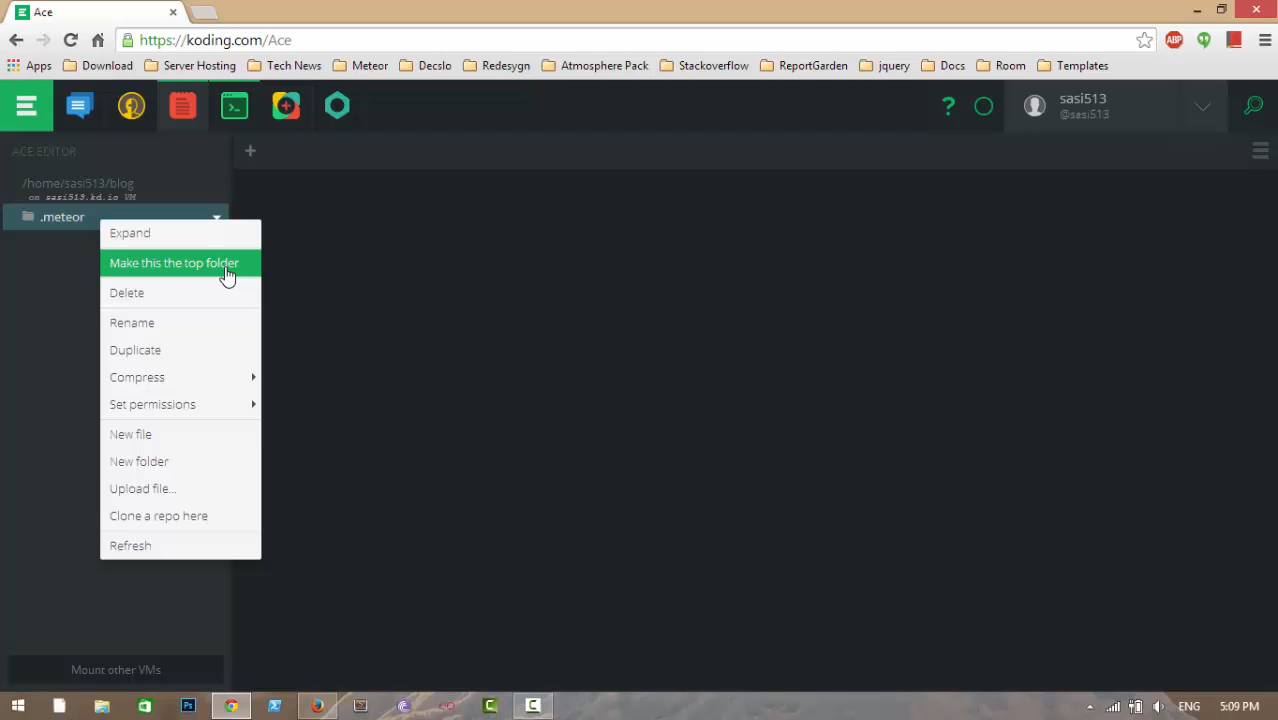 Ace
https://koding.com/Ace
ABP
Apps Download Server Hosting Tech News Meteor Decslo Redesygn Atmosphere Pack Stackoverflow ReportGarden jquery Docs Room Templates
sasi513
@sasi513
ACE EDITOR
/home/sasi513/blog
on sasi513.kd.io VM
.meteor
Expand
Make this the top folder
Delete
Rename
Duplicate
Compress
Set permissions
New file
New folder
Upload file...
Clone a repo here
Refresh
Mount other VMs
Ps
ENG 5:09 PM